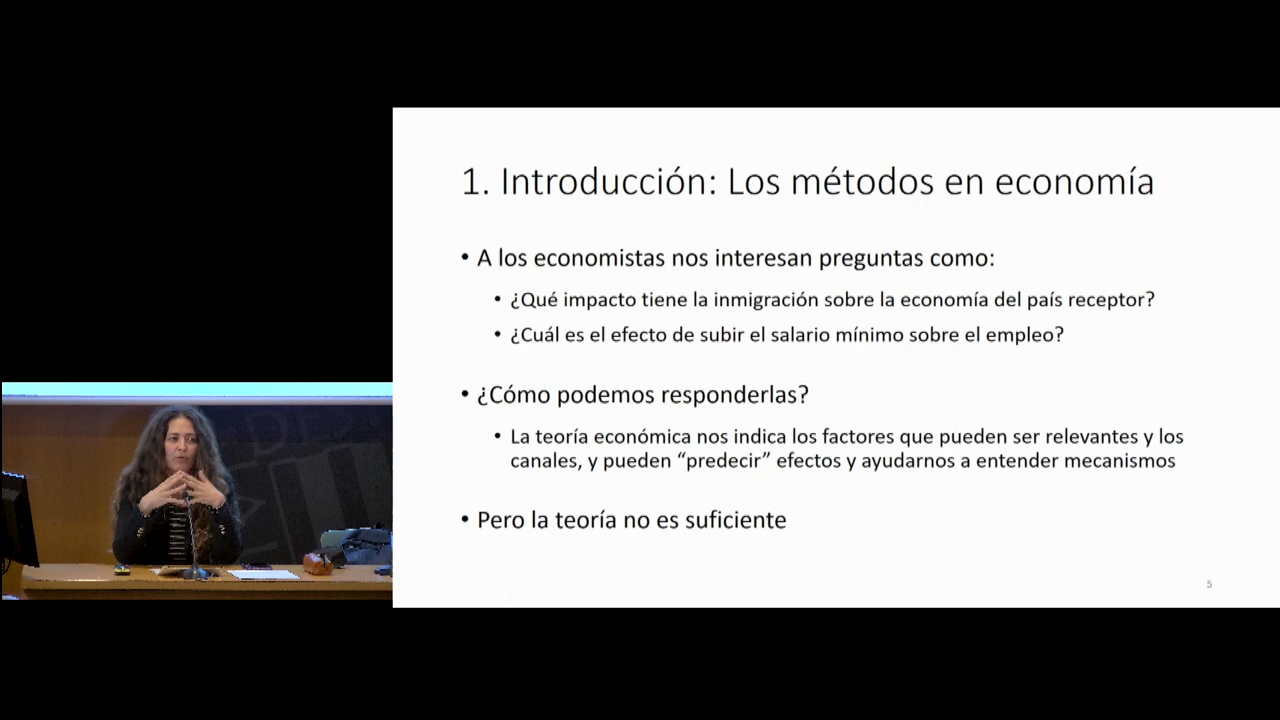 1. Introducción: Los métodos en economía
• A los economistas nos interesan preguntas como:
• ¿Qué impacto tiene la inmigración sobre la economía del país receptor?
• ¿Cuál es el efecto de subir el salario mínimo sobre el empleo?
• ¿Cómo podemos responderlas?
• La teoría económica nos indica los factores que pueden ser relevantes y los
canales, y pueden “predecir” efectos y ayudarnos a entender mecanismos
• Pero la teoría no es suficiente
5